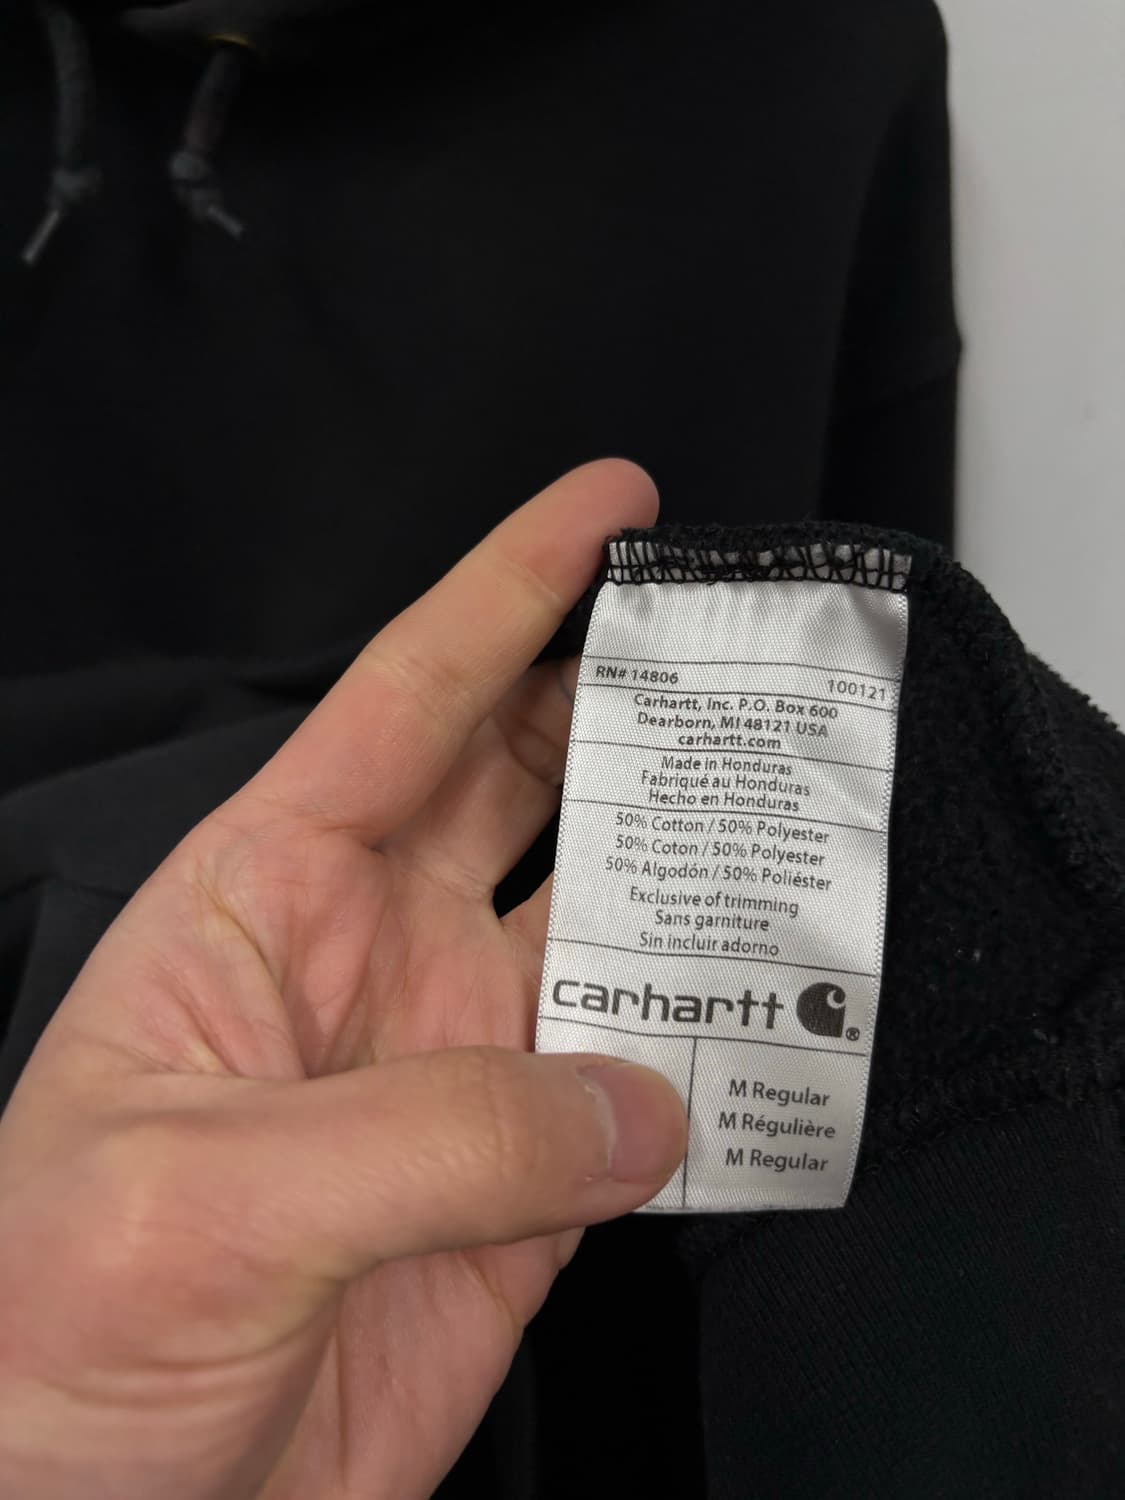 RN# 14806 100121
Carhartt, Inc. P.O. Box 600
Dearborn, MI 48121 USA
carhartt.com
Made in Honduras
Fabriqué au Honduras
Hecho en Honduras
50% Cotton / 50% Polyester
50% Coton / 50% Polyester
50% Algodón / 50% Poliéster
Exclusive of trimming
Sans garniture
Sin incluir adorno
carhartt ®
M Regular
M Régulière
M Regular